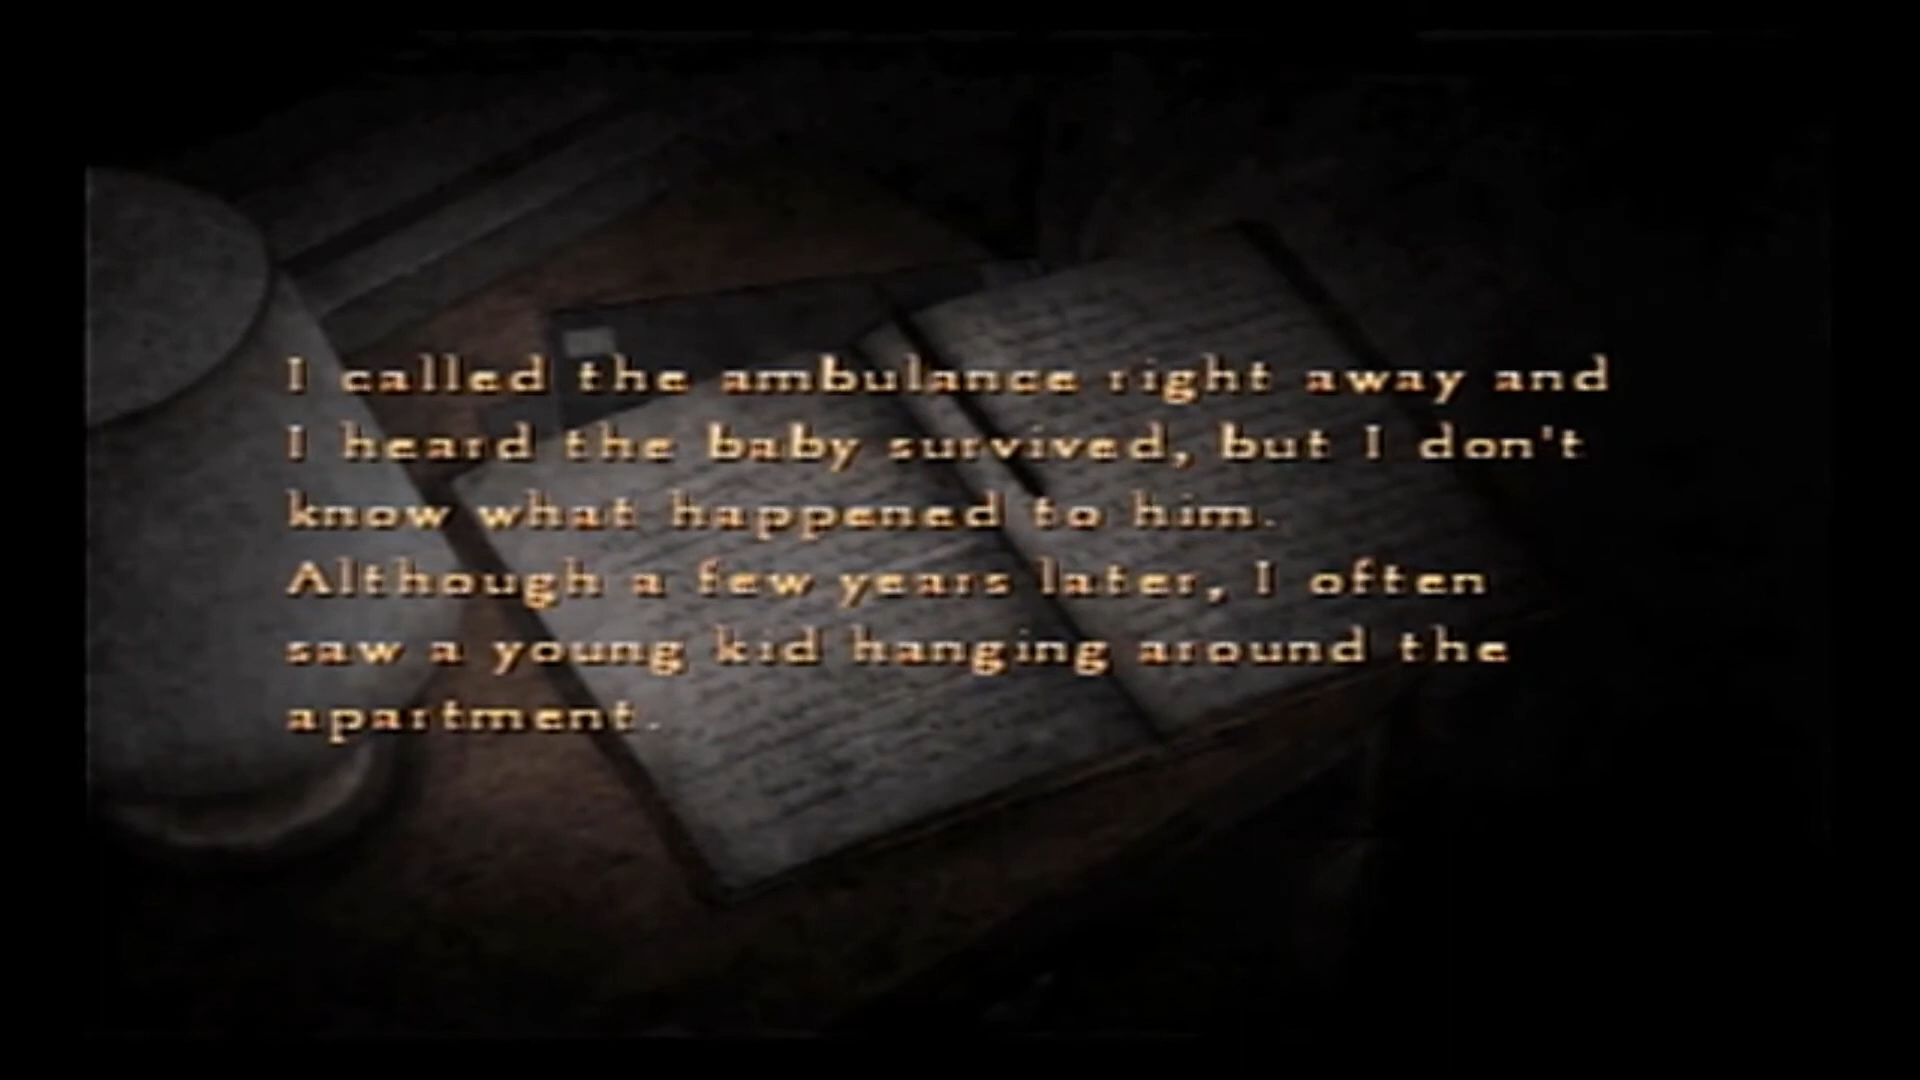 I called the ambulance right away and
I heard the baby survived, but I don't
know what happened to him.
Although a few years later, I often
saw a young kid hanging around the
apartment.